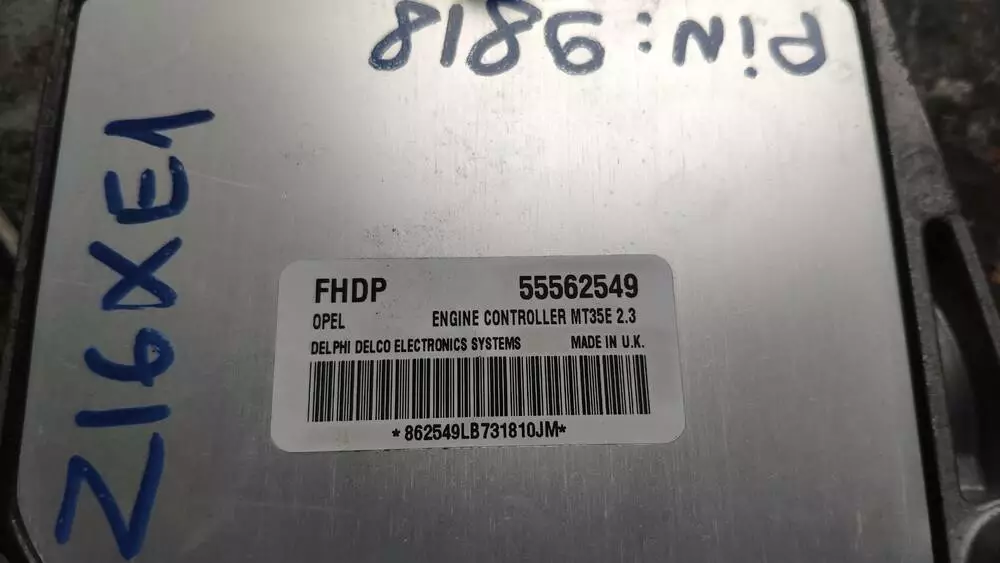 PiN:9818
Z16XE1
FHDP 55562549
OPEL ENGINE CONTROLLER MT35E 2.3
DELPHI DELCO ELECTRONICS SYSTEMS MADE IN U.K.
*862549LB731810JM*